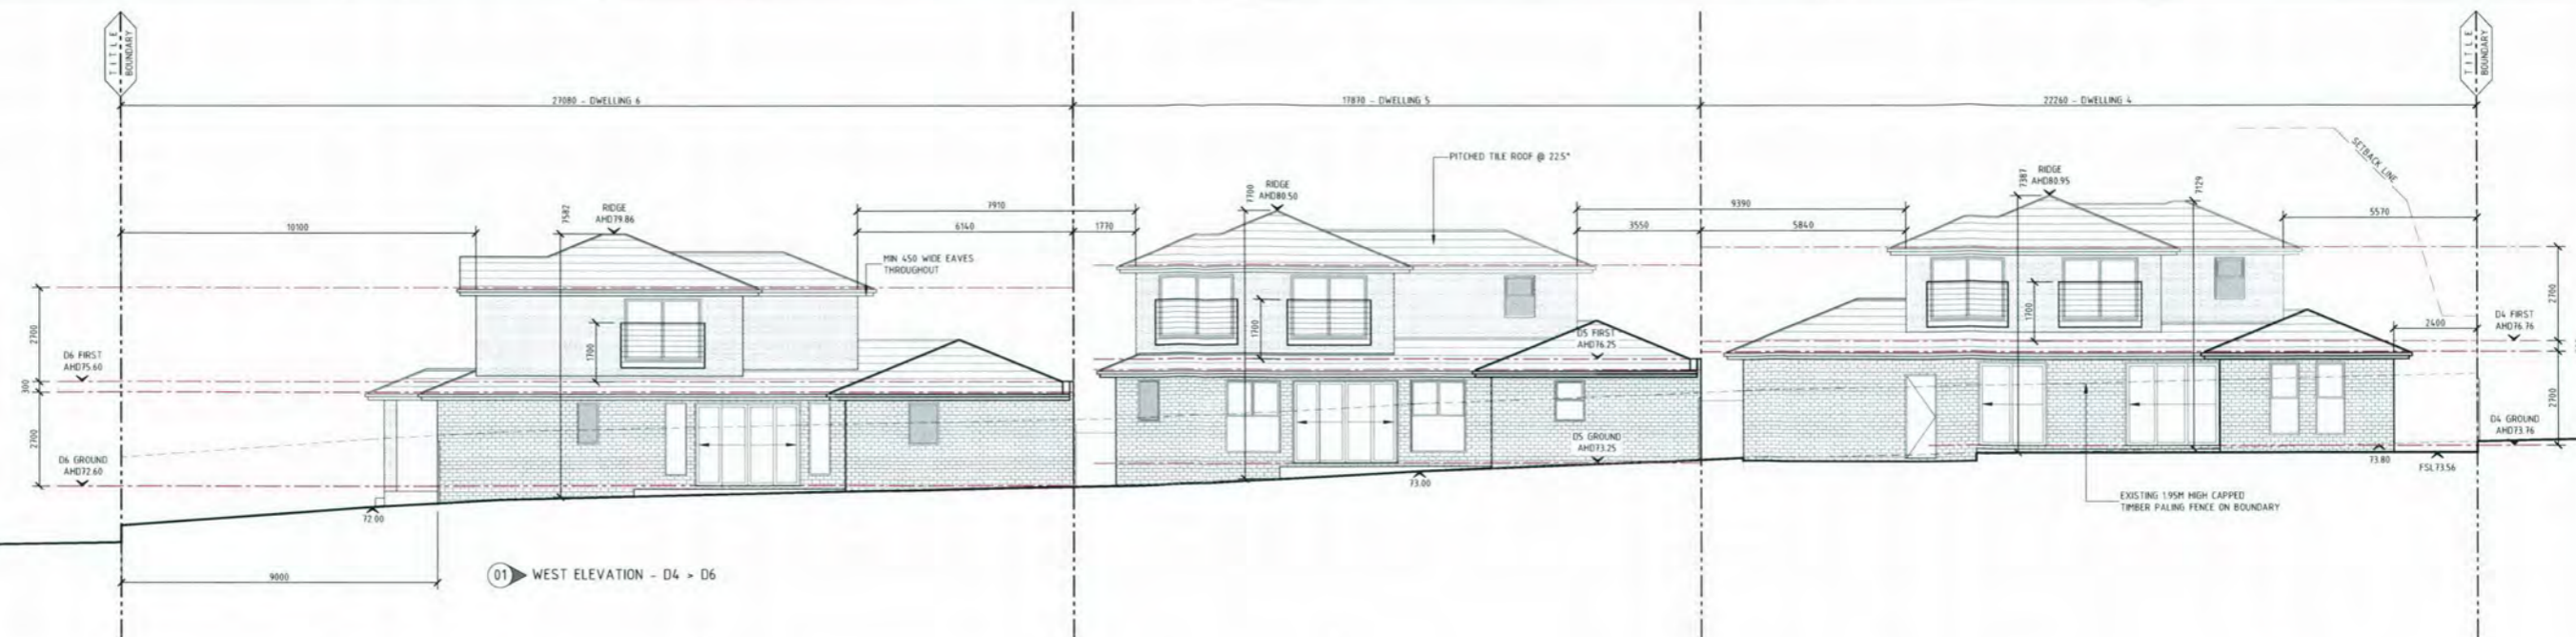 TITLE
BOUNDARY
TITLE
BOUNDARY
27080 - DWELLING 6
17870 - DWELLING 5
22260 - DWELLING 4
SETBACK LINE
PITCHED TILE ROOF @ 22.5°
RIDGE
AHD79.86
7582
10100
7910
6140
1770
MIN 450 WIDE EAVES
THROUGHOUT
RIDGE
AHD80.50
7700
9390
3550
5840
RIDGE
AHD80.95
7387
7129
5570
2700
300
2700
D6 FIRST
AHD75.60
D6 GROUND
AHD72.60
1700
1700
D5 FIRST
AHD76.25
D5 GROUND
AHD73.25
1700
2400
2700
2700
D4 FIRST
AHD76.76
D4 GROUND
AHD73.76
72.00
73.00
73.80
FSL73.56
EXISTING 1.95M HIGH CAPPED
TIMBER PALING FENCE ON BOUNDARY
9000
01 WEST ELEVATION - D4 > D6